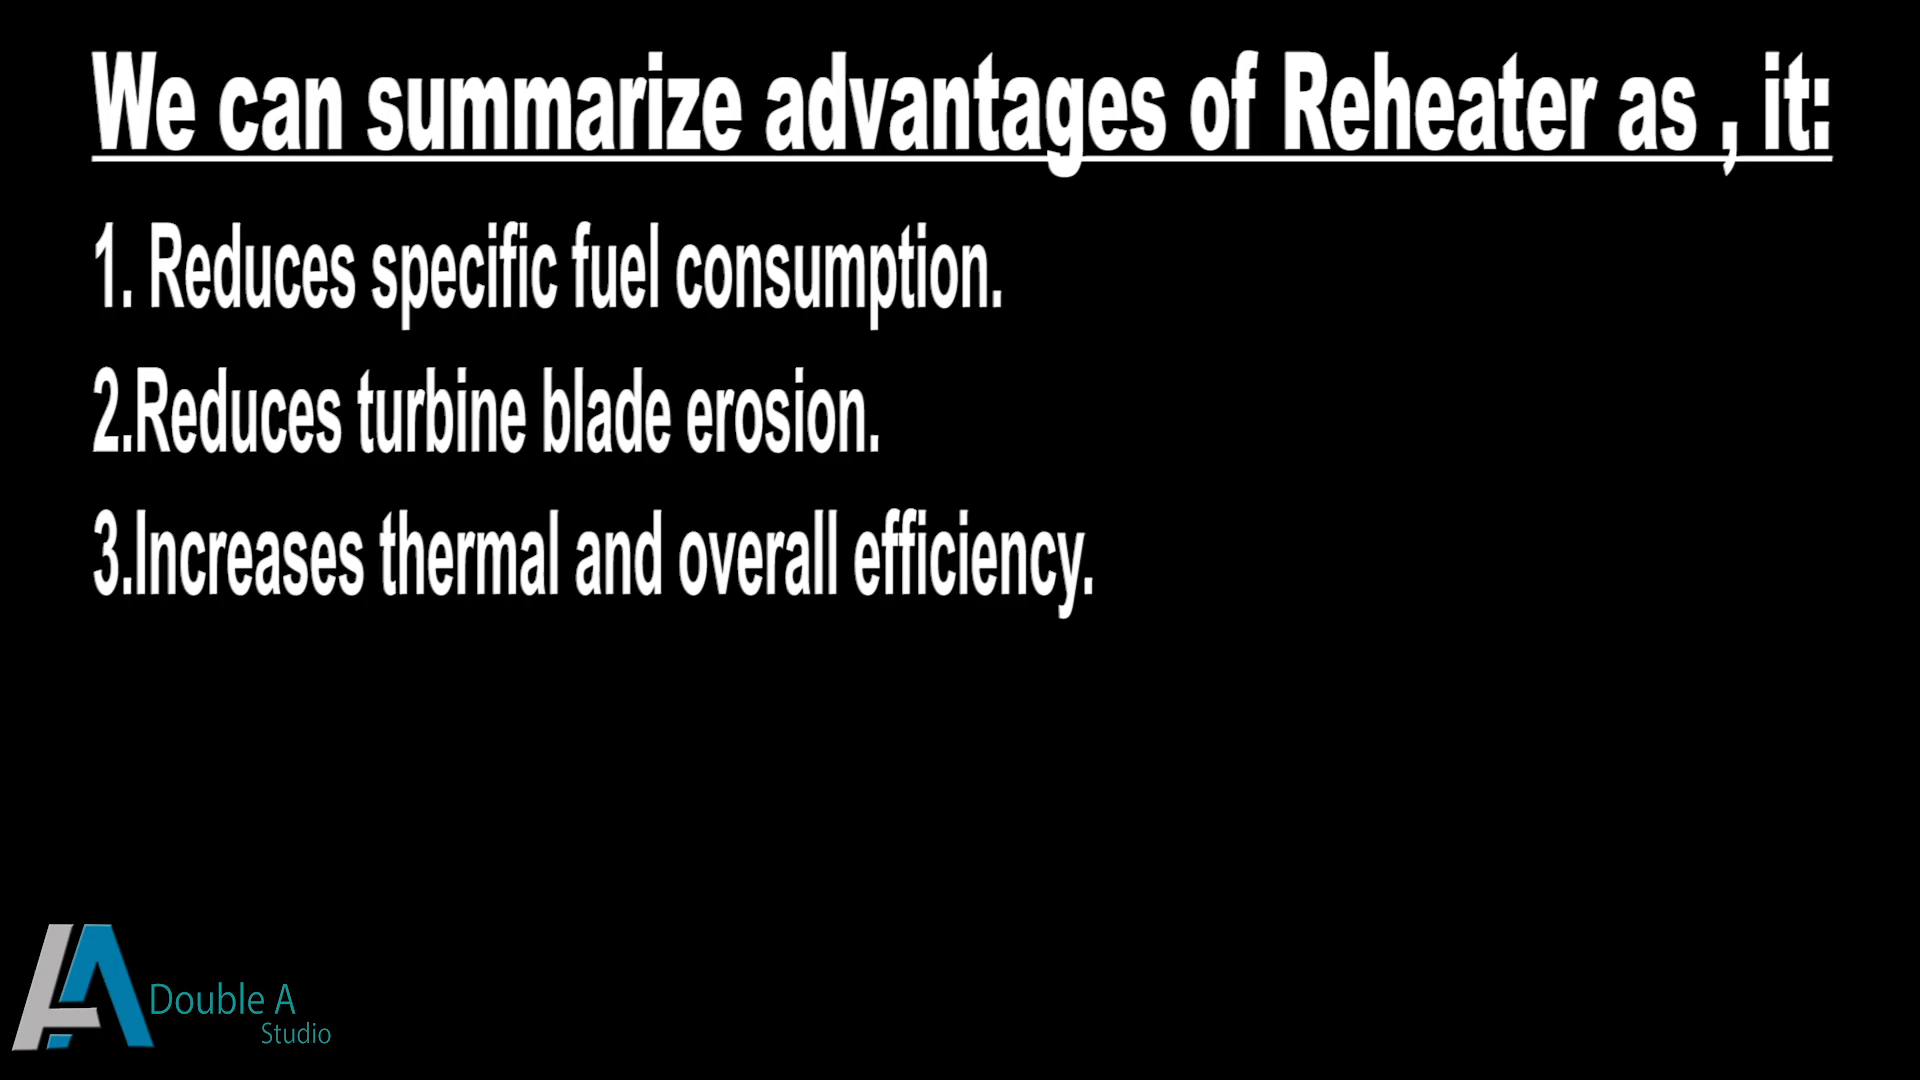 We can summarize advantages of Reheater as , it:
1. Reduces specific fuel consumption.
2.Reduces turbine blade erosion.
3.Increases thermal and overall efficiency.
Double A
Studio